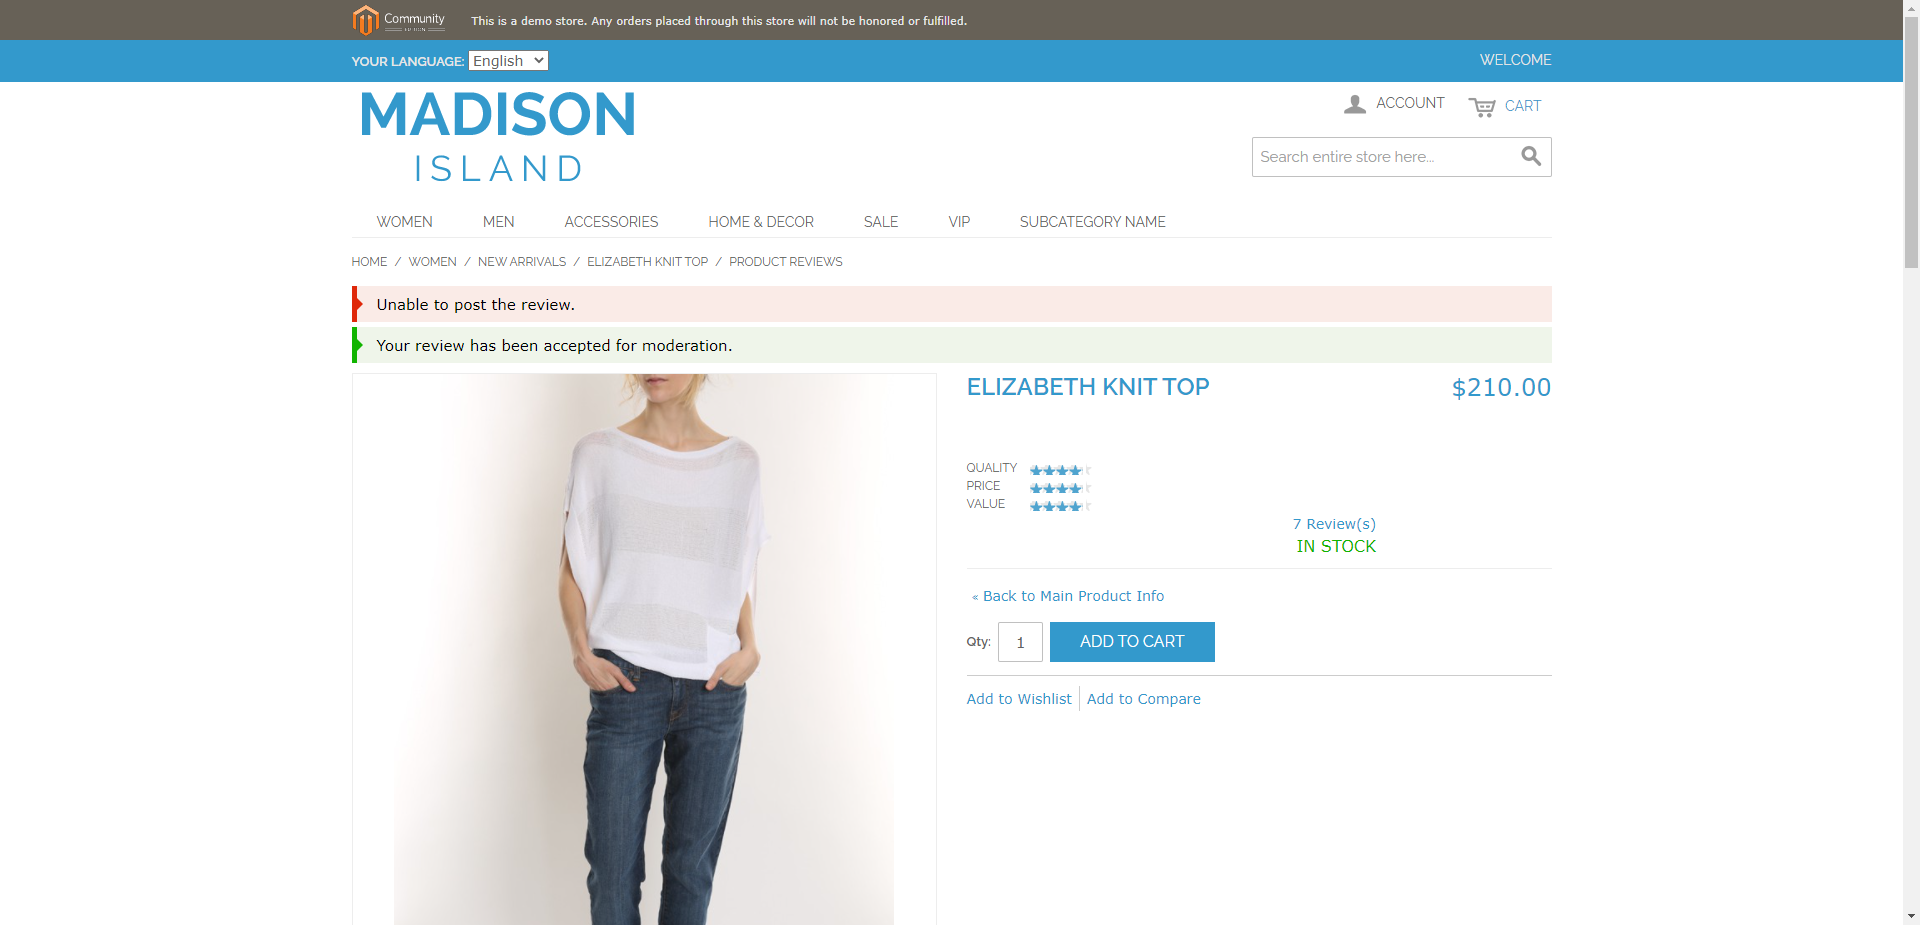 Community
EDITION
This is a demo store. Any orders placed through this store will not be honored or fulfilled.
YOUR LANGUAGE: English
WELCOME
MADISON
ISLAND
ACCOUNT
CART
Search entire store here...
WOMEN MEN ACCESSORIES HOME & DECOR SALE VIP SUBCATEGORY NAME
HOME / WOMEN / NEW ARRIVALS / ELIZABETH KNIT TOP / PRODUCT REVIEWS
Unable to post the review.
Your review has been accepted for moderation.
ELIZABETH KNIT TOP
$210.00
QUALITY
PRICE
VALUE
7 Review(s)
IN STOCK
« Back to Main Product Info
Qty: 1 ADD TO CART
Add to Wishlist
Add to Compare